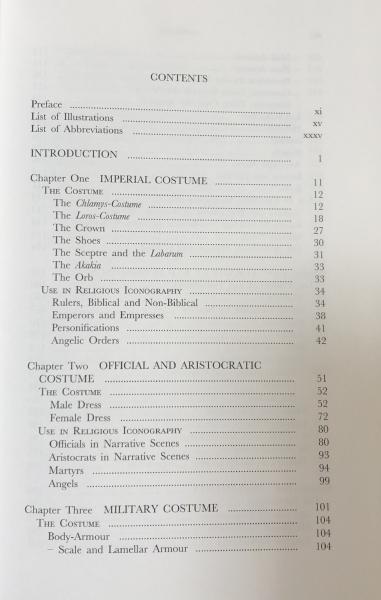 CONTENTS
Preface ............ xi
List of Illustrations ............ xv
List of Abbreviations ............ xxxv
INTRODUCTION ............ 1
Chapter One IMPERIAL COSTUME ............ 11
THE COSTUME ............ 12
The Chlamys-Costume ............ 12
The Loros-Costume ............ 18
The Crown ............ 27
The Shoes ............ 30
The Sceptre and the Labarum ............ 31
The Akakia ............ 33
The Orb ............ 33
USE IN RELIGIOUS ICONOGRAPHY ............ 34
Rulers, Biblical and Non-Biblical ............ 34
Emperors and Empresses ............ 38
Personifications ............ 41
Angelic Orders ............ 42
Chapter Two OFFICIAL AND ARISTOCRATIC
COSTUME ............ 51
THE COSTUME ............ 52
Male Dress ............ 52
Female Dress ............ 72
USE IN RELIGIOUS ICONOGRAPHY ............ 80
Officials in Narrative Scenes ............ 80
Aristocrats in Narrative Scenes ............ 93
Martyrs ............ 94
Angels ............ 99
Chapter Three MILITARY COSTUME ............ 101
THE COSTUME ............ 104
Body-Armour ............ 104
– Scale and Lamellar Armour ............ 104